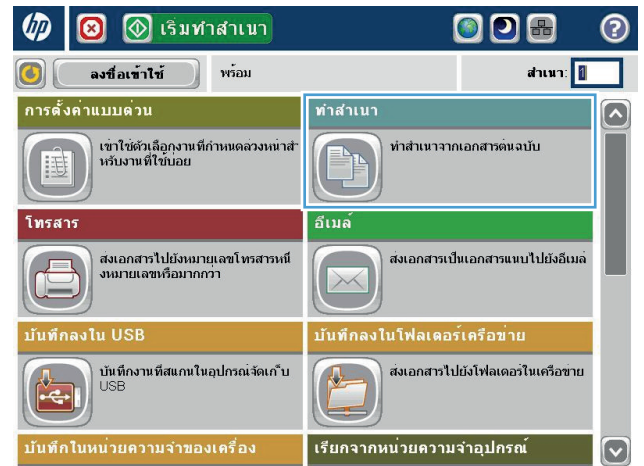 hp เริ่มทำสำเนา ?
ลงชื่อเข้าใช้ พร้อม สำเนา: 1
การตั้งค่าแบบด่วน
เข้าใช้ตัวเลือกงานที่กำหนดล่วงหน้าสำ
หรับงานที่ใช้บ่อย
ทำสำเนา
ทำสำเนาจากเอกสารต้นฉบับ
โทรสาร
ส่งเอกสารไปยังหมายเลขโทรสารหนึ่
งหมายเลขหรือมากกว่า
อีเมล์
ส่งเอกสารเป็นเอกสารแนบไปยังอีเมล
บันทึกลงใน USB
บันทึกงานที่สแกนในอุปกรณ์จัดเก็บ
USB
บันทึกลงในโฟลเดอร์เครือข่าย
ส่งเอกสารไปยังโฟลเดอร์ในเครือข่าย
บันทึกในหน่วยความจำของเครื่อง
เรียกจากหน่วยความจำอุปกรณ์